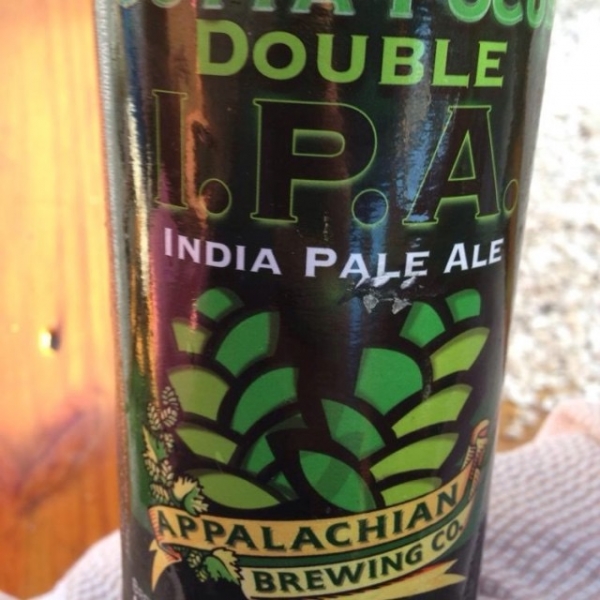 DOUBLE
I.P.A.
INDIA PALE ALE
APPALACHIAN
BREWING CO.